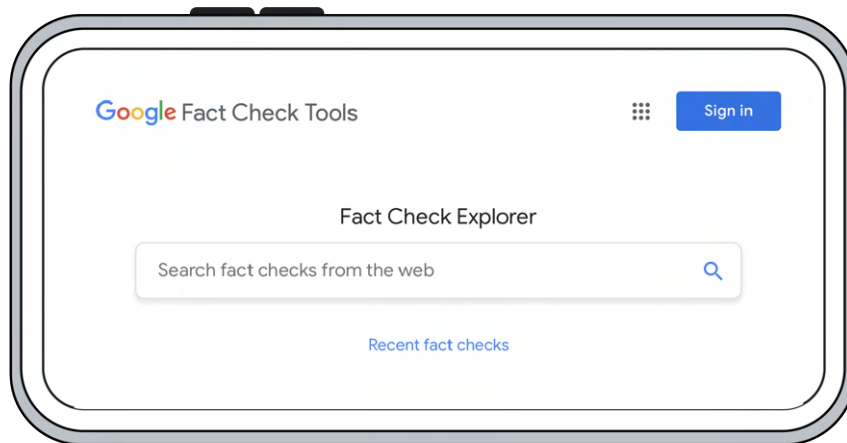 Google Fact Check Tools
Sign in
Fact Check Explorer
Search fact checks from the web
Recent fact checks